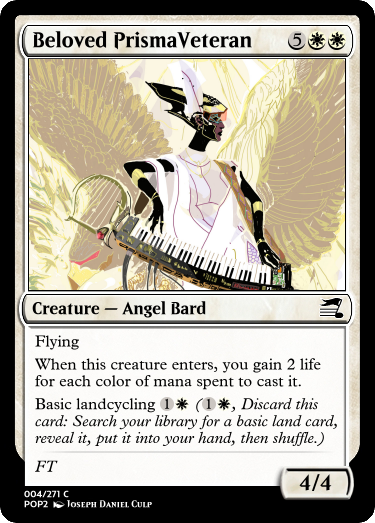 Beloved PrismaVeteran 5
Creature — Angel Bard
Flying
When this creature enters, you gain 2 life
for each color of mana spent to cast it.
Basic landcycling 1 (1, Discard this
card: Search your library for a basic land card,
reveal it, put it into your hand, then shuffle.)
FT
4/4
004/271 C
POP2 Joseph Daniel Culp